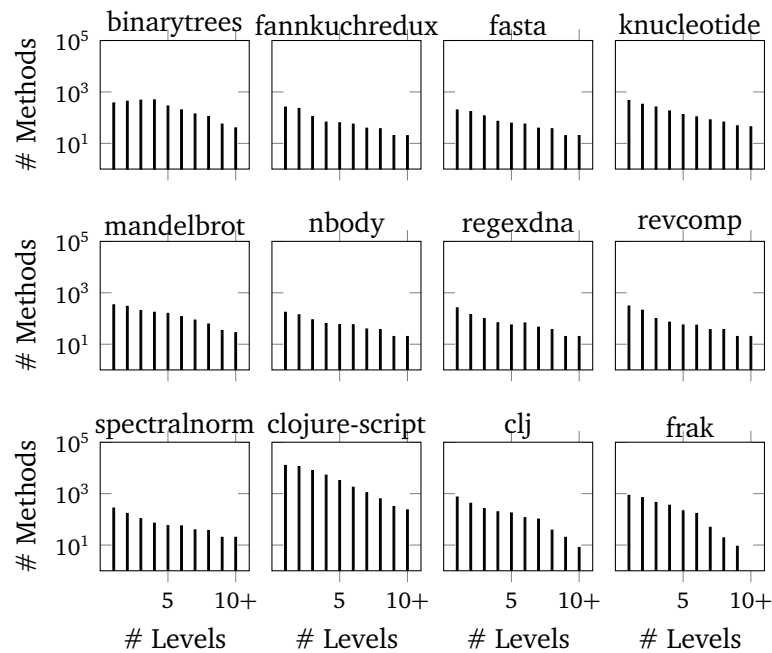 binarytrees fannkuchredux fasta knucleotide
10^5
10^3
10^1
# Methods
mandelbrot nbody regexdna revcomp
10^5
10^3
10^1
# Methods
spectralnorm clojure-script clj frak
10^5
10^3
10^1
# Methods
5 10+ 5 10+ 5 10+ 5 10+
# Levels # Levels # Levels # Levels